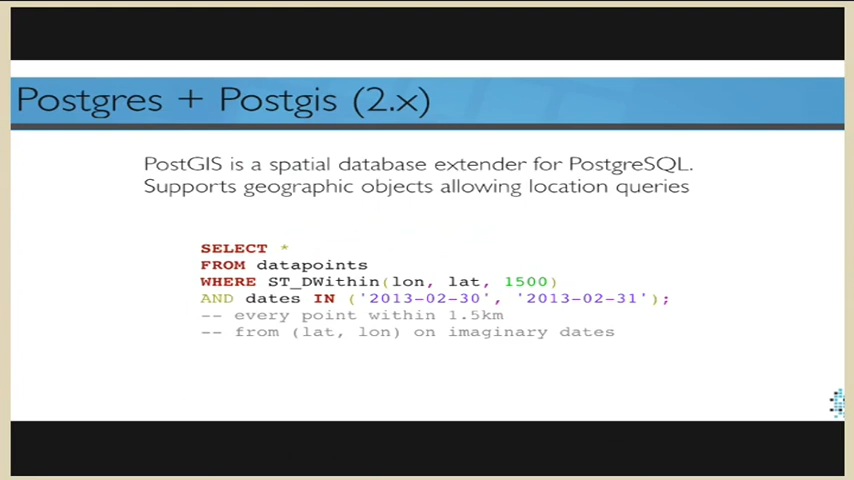 Postgres + Postgis (2.x)
PostGIS is a spatial database extender for PostgreSQL.
Supports geographic objects allowing location queries
SELECT *
FROM datapoints
WHERE ST_DWithin(lon, lat, 1500)
AND dates IN ('2013-02-30', '2013-02-31');
-- every point within 1.5km
-- from (lat, lon) on imaginary dates